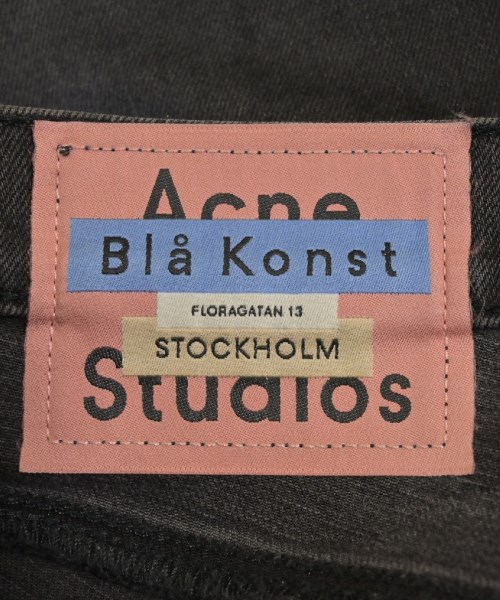 Acne
Blå Konst
FLORAGATAN 13
STOCKHOLM
Studios